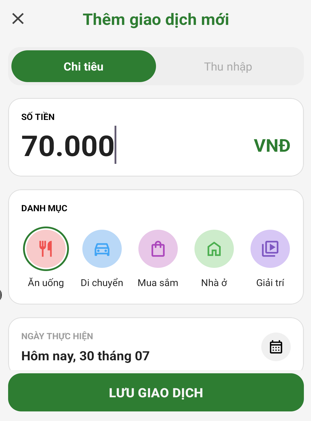 Thêm giao dịch mới
Chi tiêu
Thu nhập
SỐ TIỀN
70.000
VNĐ
DANH MỤC
Ăn uống
Di chuyển
Mua sắm
Nhà ở
Giải trí
NGÀY THỰC HIỆN
Hôm nay, 30 tháng 07
LƯU GIAO DỊCH